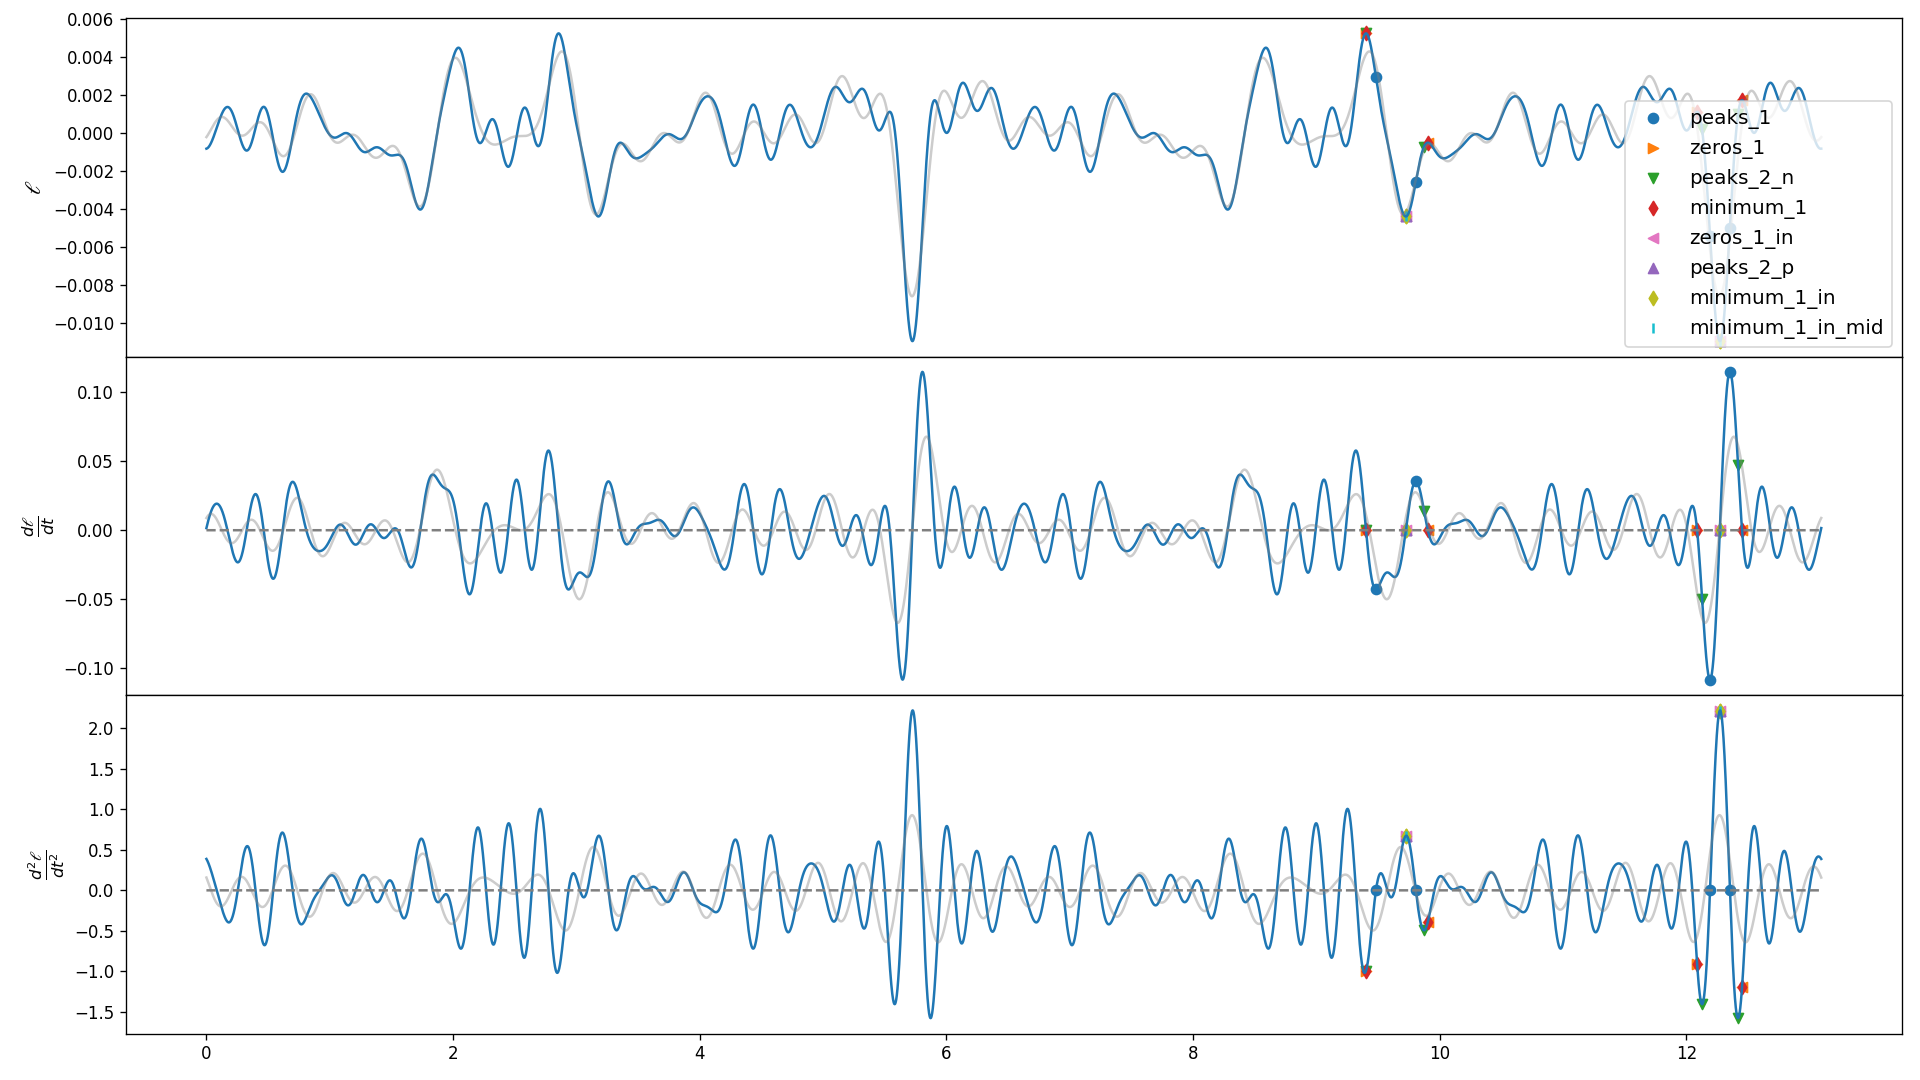 0.006
0.004
0.002
0.000
−0.002
−0.004
−0.006
−0.008
−0.010
ℓ
peaks_1
zeros_1
peaks_2_n
minimum_1
zeros_1_in
peaks_2_p
minimum_1_in
minimum_1_in_mid
0.10
0.05
0.00
−0.05
−0.10
dℓ
dt
2.0
1.5
1.0
0.5
0.0
−0.5
−1.0
−1.5
d²ℓ
dt²
0 2 4 6 8 10 12